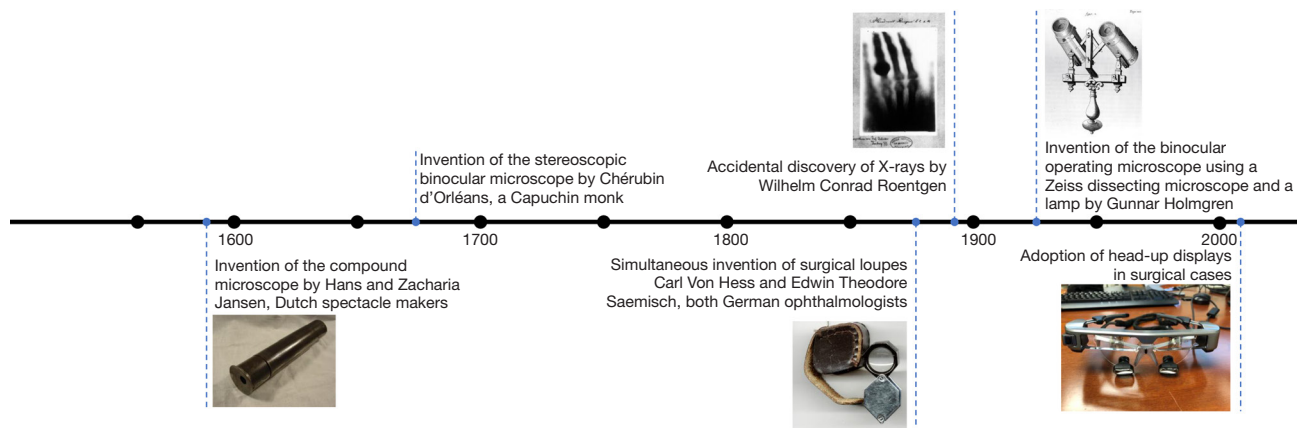 Invention of the stereoscopic
binocular microscope by Chérubin
d’Orléans, a Capuchin monk
Accidental discovery of X-rays by
Wilhelm Conrad Roentgen
Invention of the binocular
operating microscope using a
Zeiss dissecting microscope and a
lamp by Gunnar Holmgren
1600
1700
1800
1900
2000
Invention of the compound
microscope by Hans and Zacharia
Jansen, Dutch spectacle makers
Simultaneous invention of surgical loupes
Carl Von Hess and Edwin Theodore
Saemisch, both German ophthalmologists
Adoption of head-up displays
in surgical cases